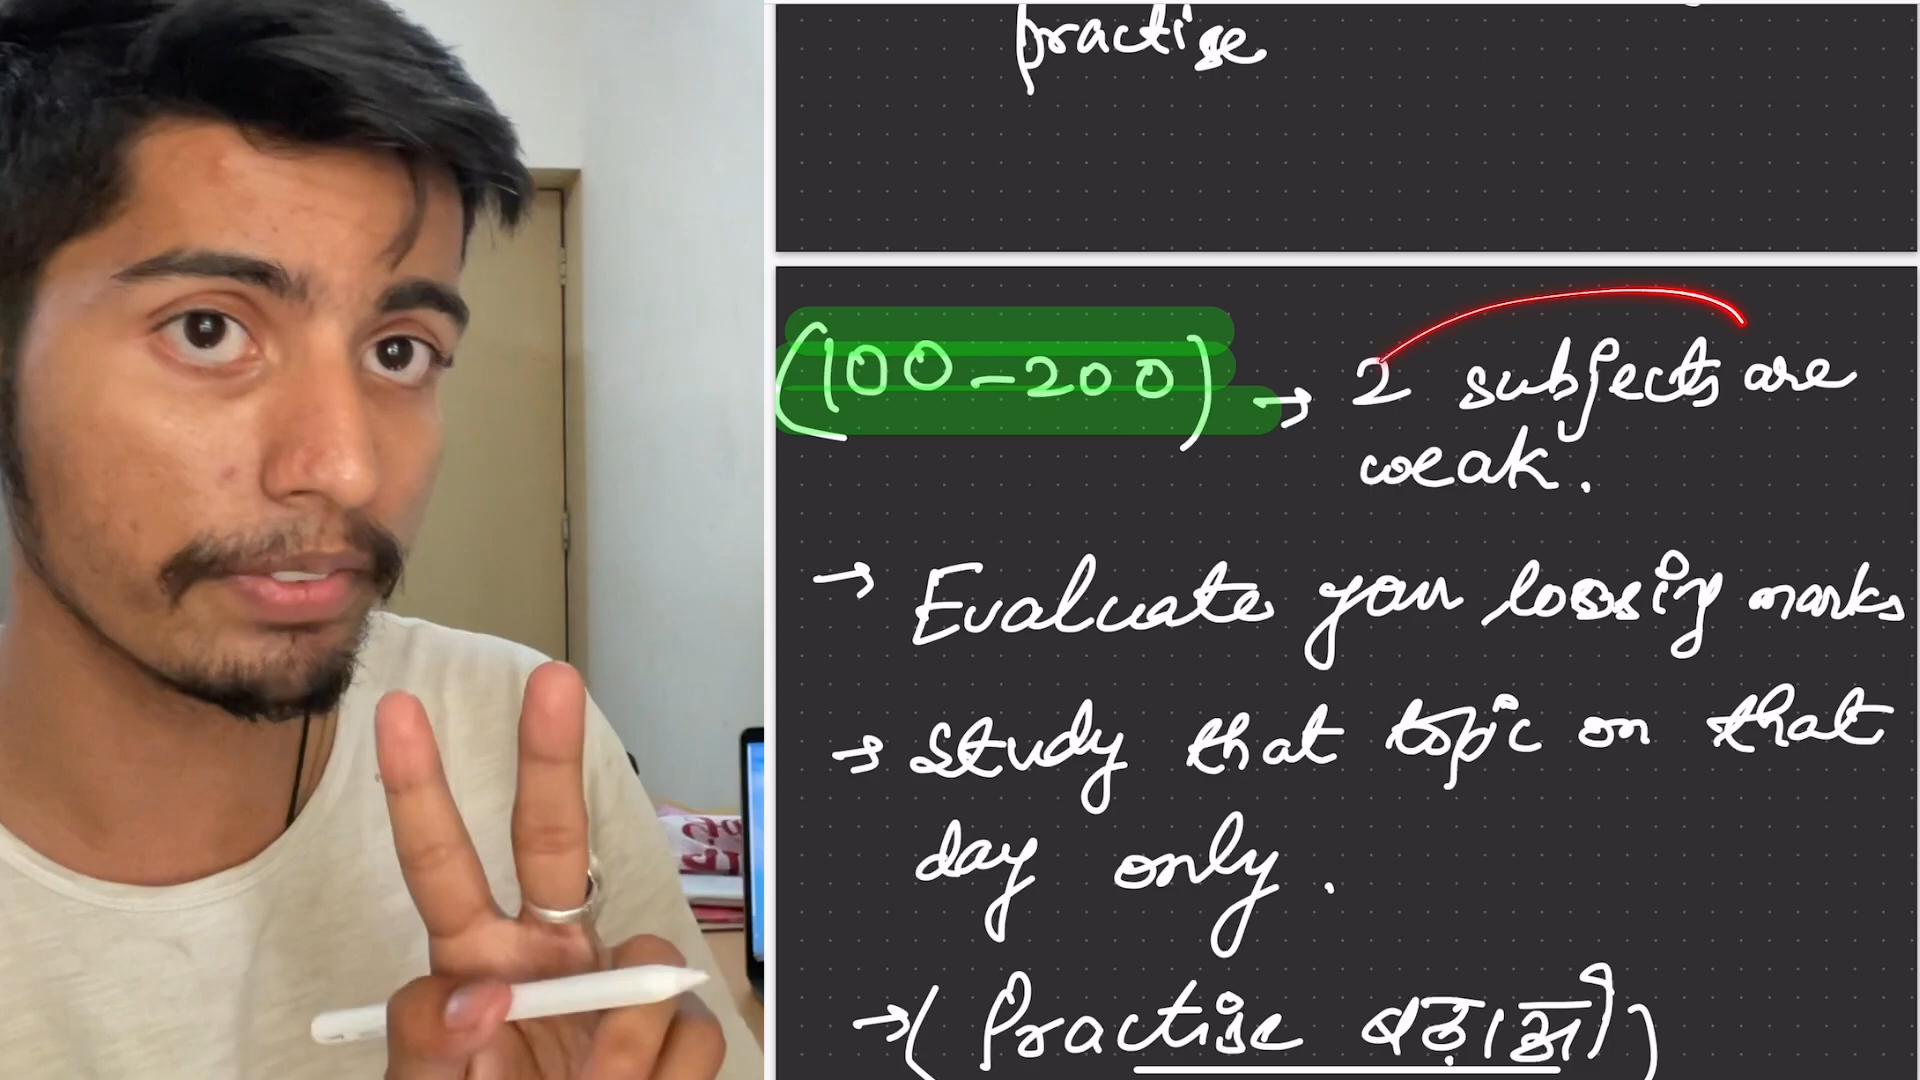 practise
(100-200) → 2 subjects are
weak.
→ Evaluate your loosing marks
→ Study that topic on that
day only.
→ (Practise बढ़ाओ)